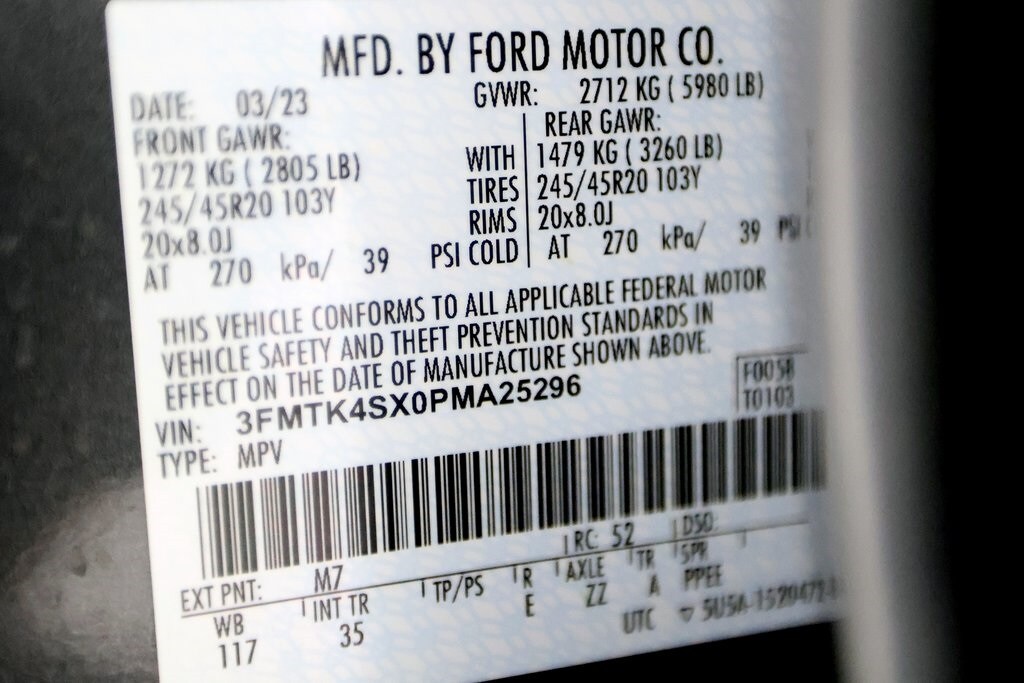 MFD. BY FORD MOTOR CO.
DATE: 03/23 GVWR: 2712 KG ( 5980 LB)
FRONT GAWR: REAR GAWR:
1272 KG ( 2805 LB) WITH 1479 KG ( 3260 LB)
245/45R20 103Y TIRES 245/45R20 103Y
20x8.0J RIMS 20x8.0J
AT 270 kPa/ 39 PSI COLD AT 270 kPa/ 39 PSI
THIS VEHICLE CONFORMS TO ALL APPLICABLE FEDERAL MOTOR
VEHICLE SAFETY AND THEFT PREVENTION STANDARDS IN
EFFECT ON THE DATE OF MANUFACTURE SHOWN ABOVE.
VIN: 3FMTK4SX0PMA25296
F0058
T0103
TYPE: MPV
EXT PNT: M7 RC: 52 DSO:
WB INT TR TP/PS R AXLE TR SPR
117 35 E ZZ A PPEE
UTC